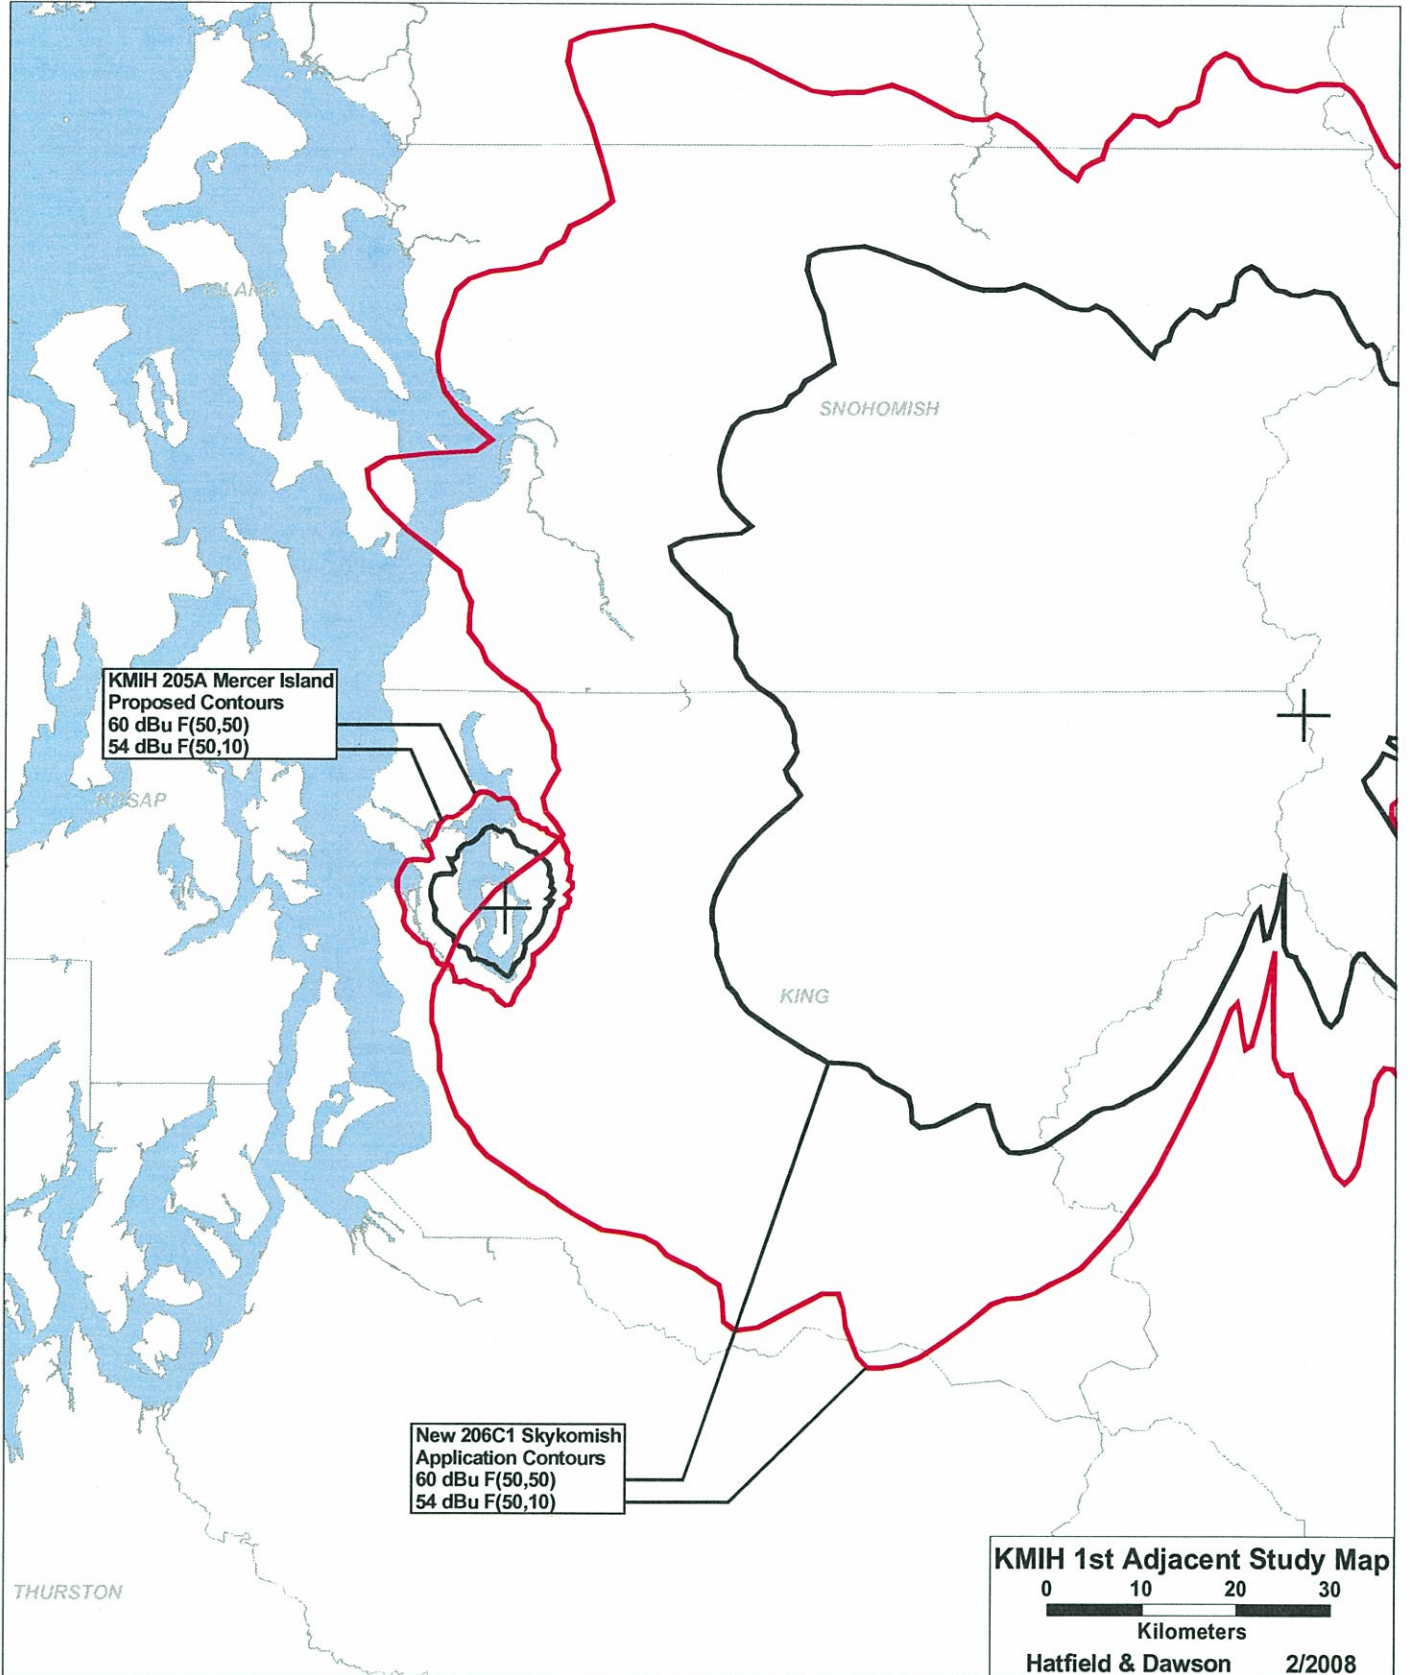 ISLAND
SNOHOMISH
KMIH 205A Mercer Island
Proposed Contours
60 dBu F(50,50)
54 dBu F(50,10)
KITSAP
KING
New 206C1 Skykomish
Application Contours
60 dBu F(50,50)
54 dBu F(50,10)
THURSTON
KMIH 1st Adjacent Study Map
0 10 20 30
Kilometers
Hatfield & Dawson 2/2008